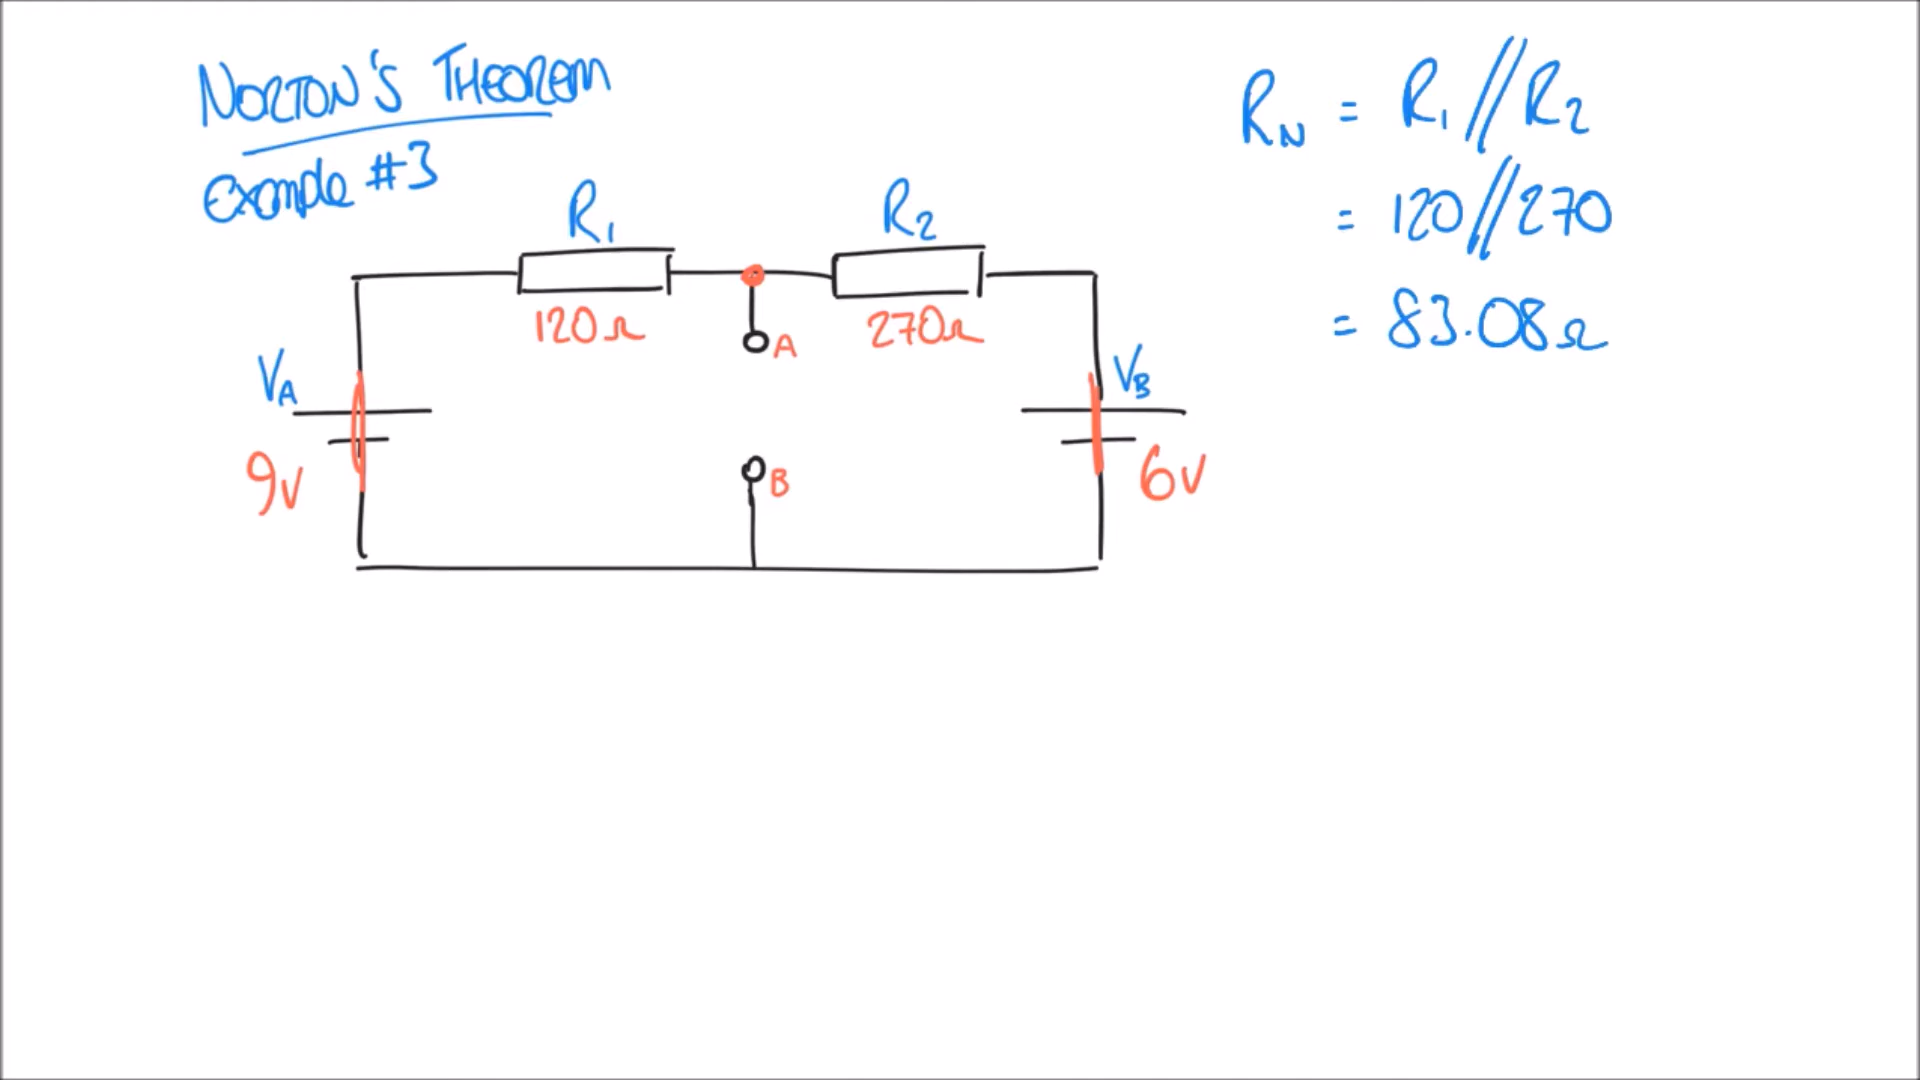 NORTON'S THEOREM
Example #3
R1
R2
120Ω
270Ω
A
VA
9V
VB
6V
B
RN = R1 // R2
= 120 // 270
= 83.08Ω